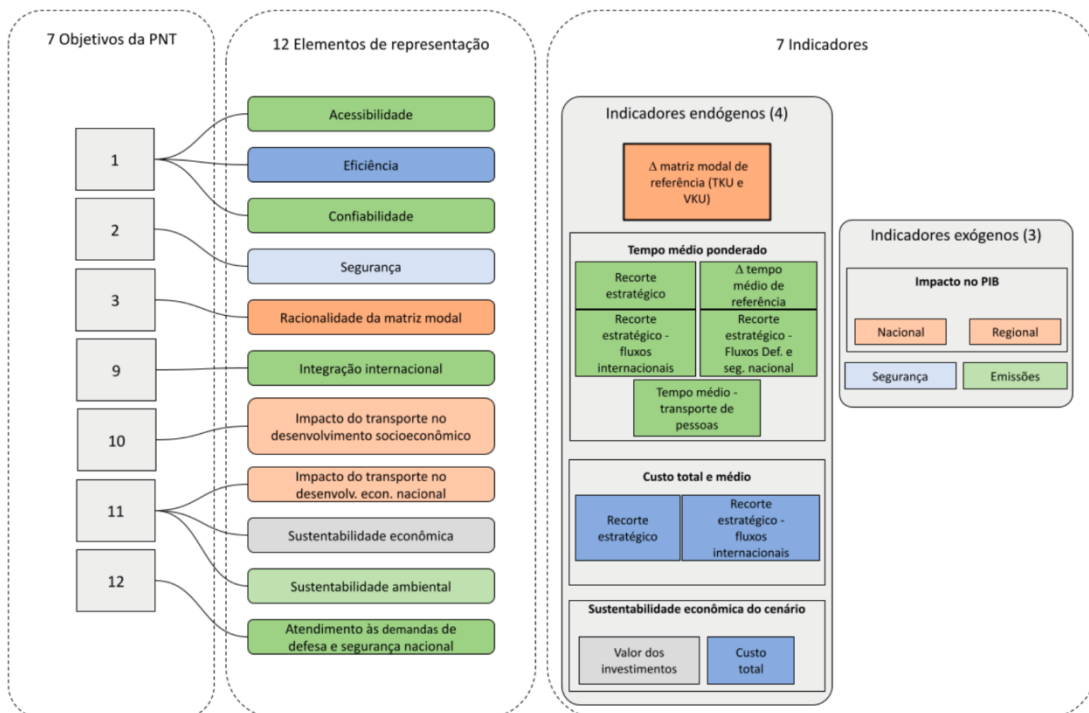 7 Objetivos da PNT
12 Elementos de representação
7 Indicadores
1
2
3
9
10
11
12
Acessibilidade
Eficiência
Confiabilidade
Segurança
Racionalidade da matriz modal
Integração internacional
Impacto do transporte no
desenvolvimento socioeconômico
Impacto do transporte no
desenvolv. econ. nacional
Sustentabilidade econômica
Sustentabilidade ambiental
Atendimento às demandas de
defesa e segurança nacional
Indicadores endógenos (4)
Δ matriz modal de
referência (TKU e
VKU)
Tempo médio ponderado
Recorte
estratégico
Δ tempo
médio de
referência
Recorte
estratégico -
fluxos
internacionais
Recorte
estratégico -
Fluxos Def. e
seg. nacional
Tempo médio -
transporte de
pessoas
Custo total e médio
Recorte
estratégico
Recorte
estratégico -
fluxos
internacionais
Sustentabilidade econômica do cenário
Valor dos
investimentos
Custo
total
Indicadores exógenos (3)
Impacto no PIB
Nacional
Regional
Segurança
Emissões